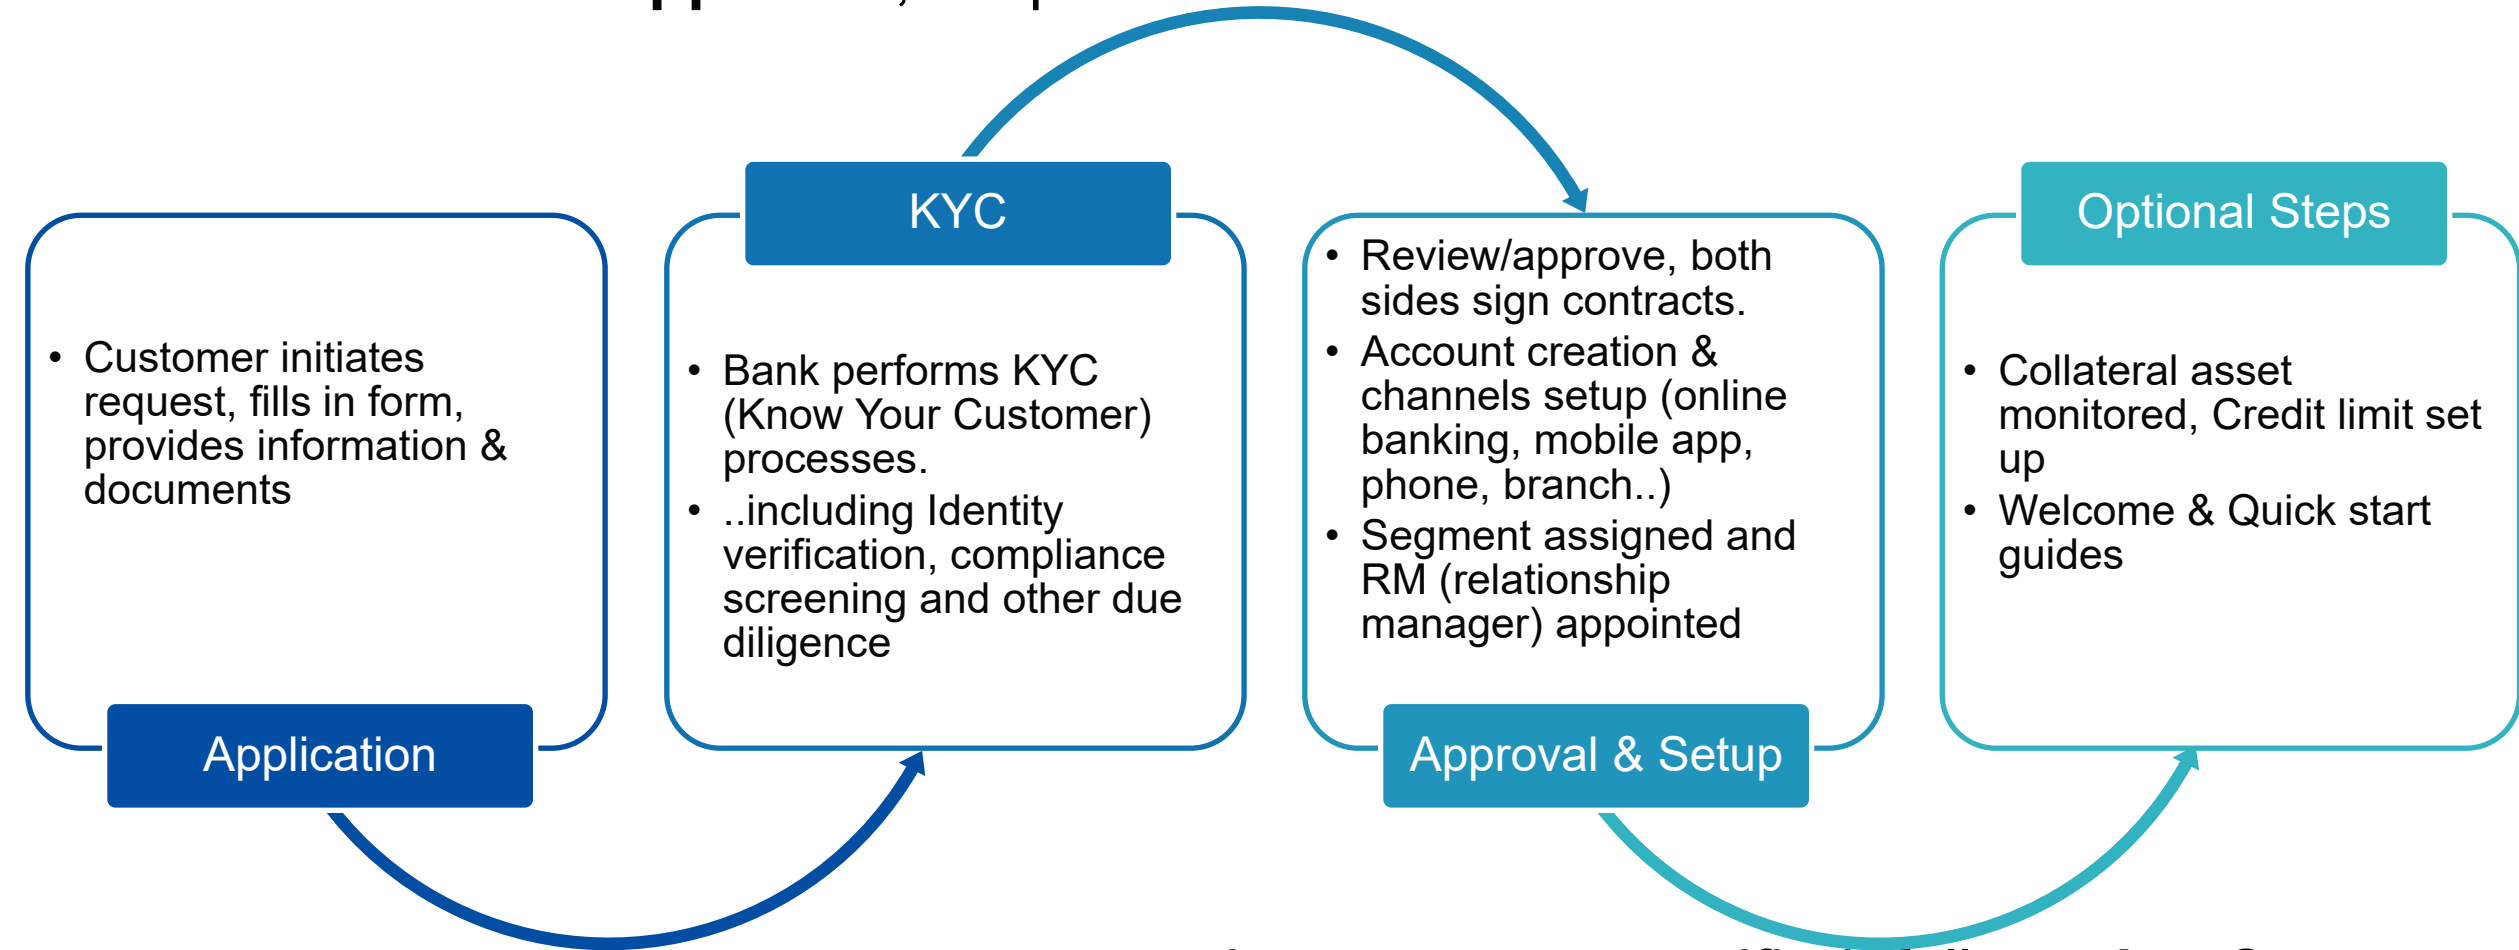 • Customer initiates
request, fills in form,
provides information &
documents
Application
KYC
• Bank performs KYC
(Know Your Customer)
processes.
• ..including Identity
verification, compliance
screening and other due
diligence
• Review/approve, both
sides sign contracts.
• Account creation &
channels setup (online
banking, mobile app,
phone, branch..)
• Segment assigned and
RM (relationship
manager) appointed
Approval & Setup
Optional Steps
• Collateral asset
monitored, Credit limit set
up
• Welcome & Quick start
guides